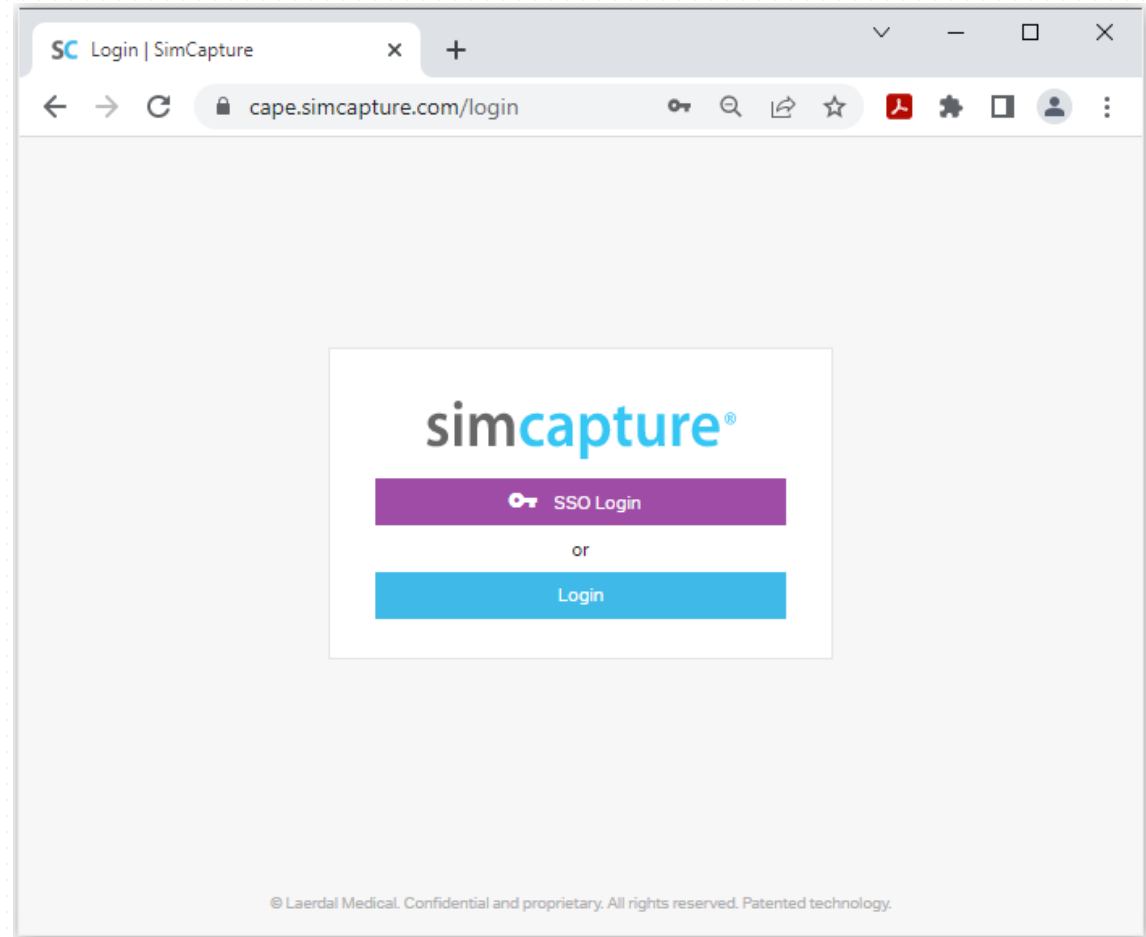 SC Login | SimCapture
cape.simcapture.com/login
simcapture®
SSO Login
or
Login
© Laerdal Medical. Confidential and proprietary. All rights reserved. Patented technology.